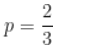 p = 2/3